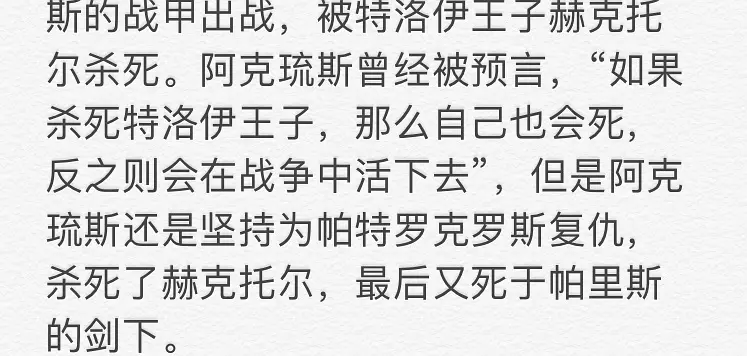 斯的战甲出战，被特洛伊王子赫克托
尔杀死。阿克琉斯曾经被预言，“如果
杀死特洛伊王子，那么自己也会死，
反之则会在战争中活下去”，但是阿克
琉斯还是坚持为帕特罗克罗斯复仇，
杀死了赫克托尔，最后又死于帕里斯
的剑下。